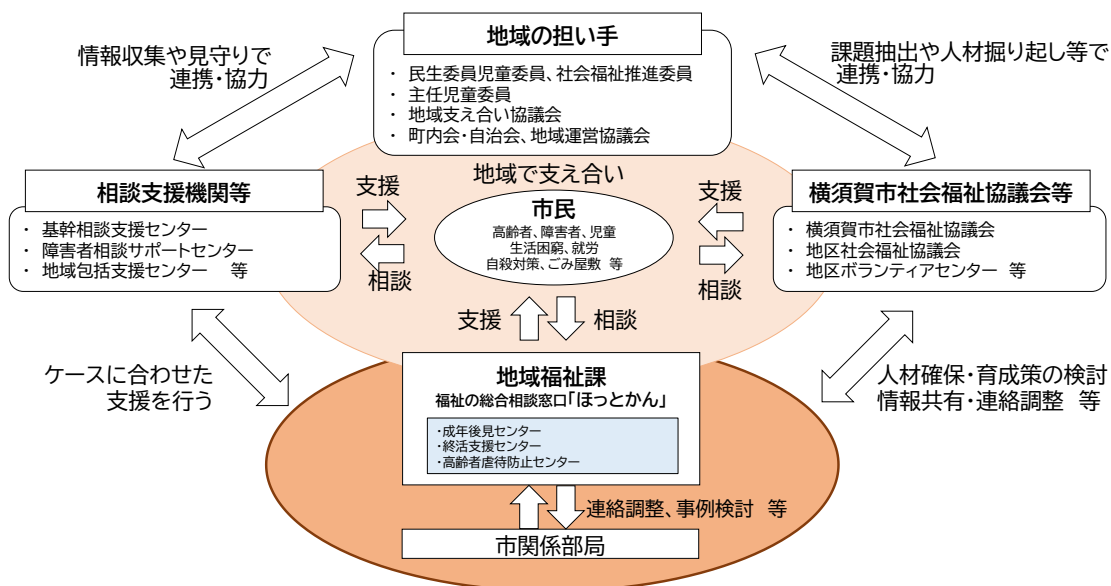 地域の担い手
・ 民生委員児童委員、社会福祉推進委員
・ 主任児童委員
・ 地域支え合い協議会
・ 町内会・自治会、地域運営協議会
情報収集や見守りで
連携・協力
課題抽出や人材掘り起し等で
連携・協力
相談支援機関等
・ 基幹相談支援センター
・ 障害者相談サポートセンター
・ 地域包括支援センター 等
地域で支え合い
支援
相談
市民
高齢者、障害者、児童
生活困窮、就労
自殺対策、ごみ屋敷 等
支援
相談
横須賀市社会福祉協議会等
・ 横須賀市社会福祉協議会
・ 地区社会福祉協議会
・ 地区ボランティアセンター 等
支援
相談
ケースに合わせた
支援を行う
地域福祉課
福祉の総合相談窓口「ほっとかん」
・成年後見センター
・終活支援センター
・高齢者虐待防止センター
人材確保・育成策の検討
情報共有・連絡調整 等
連絡調整、事例検討 等
市関係部局